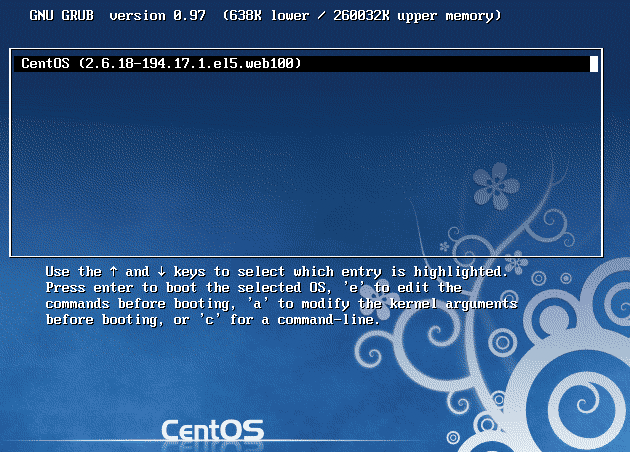 GNU GRUB  version 0.97  (638K lower / 260032K upper memory)
CentOS (2.6.18-194.17.1.el5.web100)
Use the ↑ and ↓ keys to select which entry is highlighted.
Press enter to boot the selected OS, 'e' to edit the
commands before booting, 'a' to modify the kernel arguments
before booting, or 'c' for a command-line.
CentOS